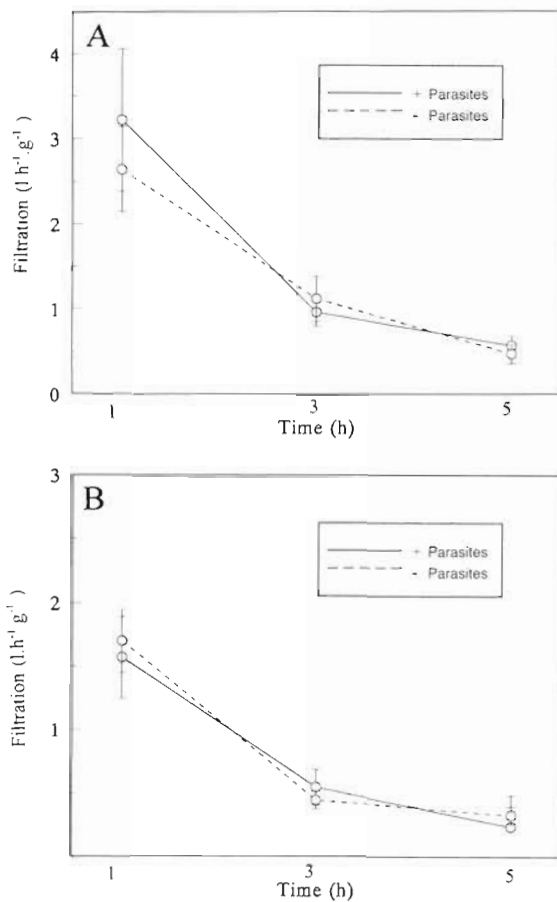 A
4
3
2
1
0
Filtration (l h⁻¹·g⁻¹)
+ Parasites
- Parasites
1 3 5
Time (h)
B
3
2
1
Filtration (l.h⁻¹ g⁻¹)
+ Parasites
- Parasites
1 3 5
Time (h)